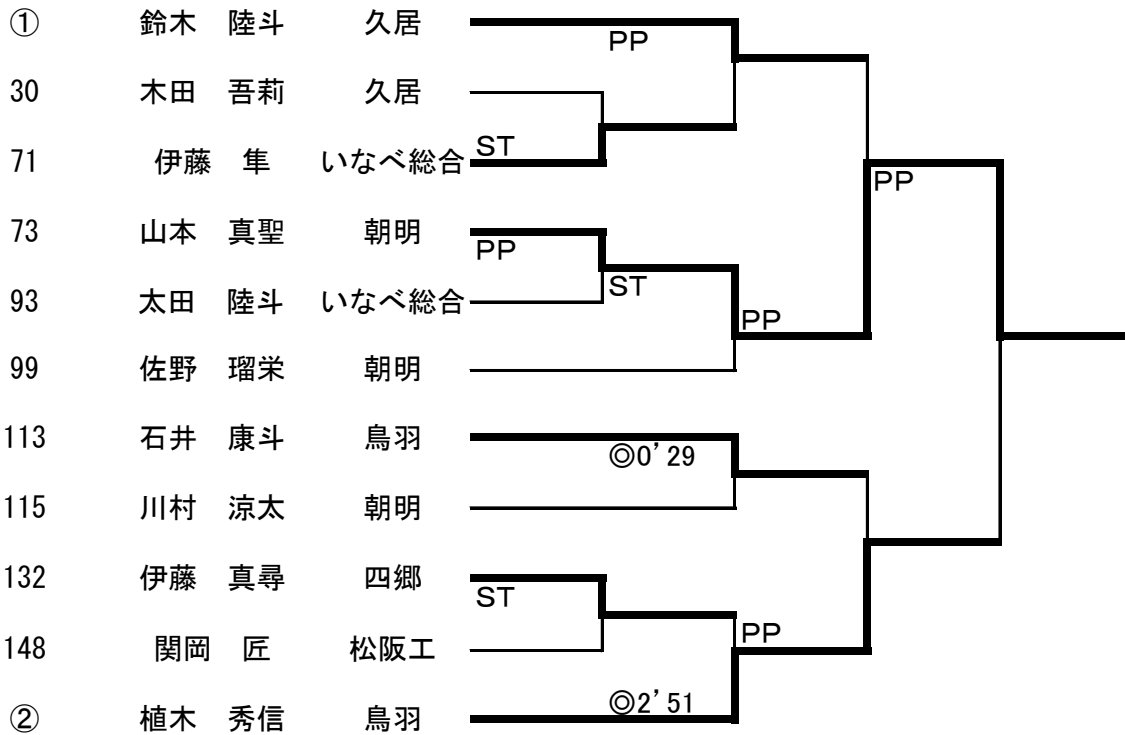 ① 鈴木 陸斗 久居
PP
30 木田 吾莉 久居
71 伊藤 隼 いなべ総合 ST
PP
73 山本 真聖 朝明
PP
93 太田 陸斗 いなべ総合 ST
PP
99 佐野 瑠栄 朝明
113 石井 康斗 鳥羽
◎0’29
115 川村 涼太 朝明
132 伊藤 真尋 四郷
ST
148 関岡 匠 松阪工 PP
② 植木 秀信 鳥羽 ◎2’51